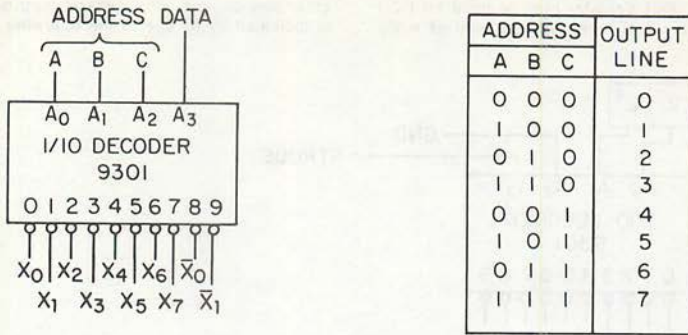 ADDRESS DATA
A B C
A0 A1 A2 A3
1/10 DECODER
9301
0 1 2 3 4 5 6 7 8 9
X0 X2 X4 X6 X̅0
X1 X3 X5 X7 X̅1
ADDRESS OUTPUT
A B C LINE
0 0 0 0
1 0 0 1
0 1 0 2
1 1 0 3
0 0 1 4
1 0 1 5
0 1 1 6
1 1 1 7